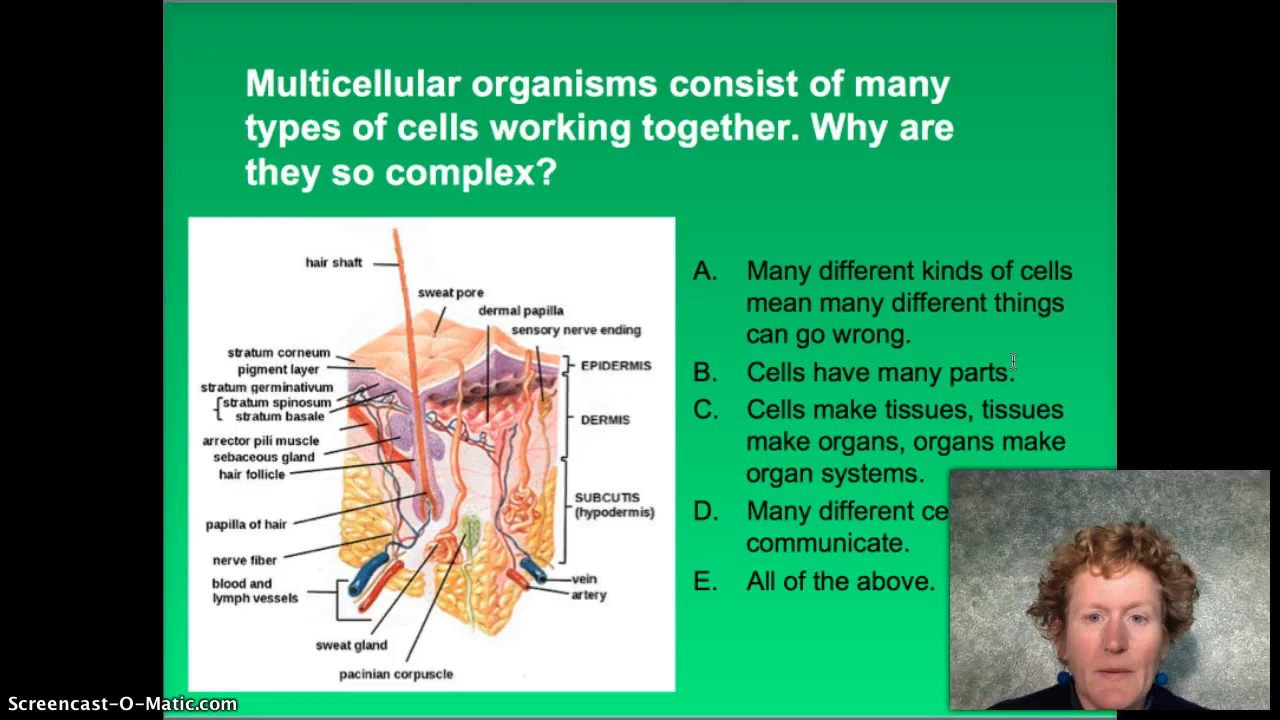 Multicellular organisms consist of many
types of cells working together. Why are
they so complex?
hair shaft
sweat pore
dermal papilla
sensory nerve ending
stratum corneum
pigment layer
stratum germinativum
stratum spinosum
stratum basale
arrector pili muscle
sebaceous gland
hair follicle
papilla of hair
nerve fiber
blood and
lymph vessels
sweat gland
pacinian corpuscle
EPIDERMIS
DERMIS
SUBCUTIS
(hypodermis)
vein
artery
A. Many different kinds of cells
mean many different things
can go wrong.
B. Cells have many parts.
C. Cells make tissues, tissues
make organs, organs make
organ systems.
D. Many different ce
communicate.
E. All of the above.
Screencast-O-Matic.com